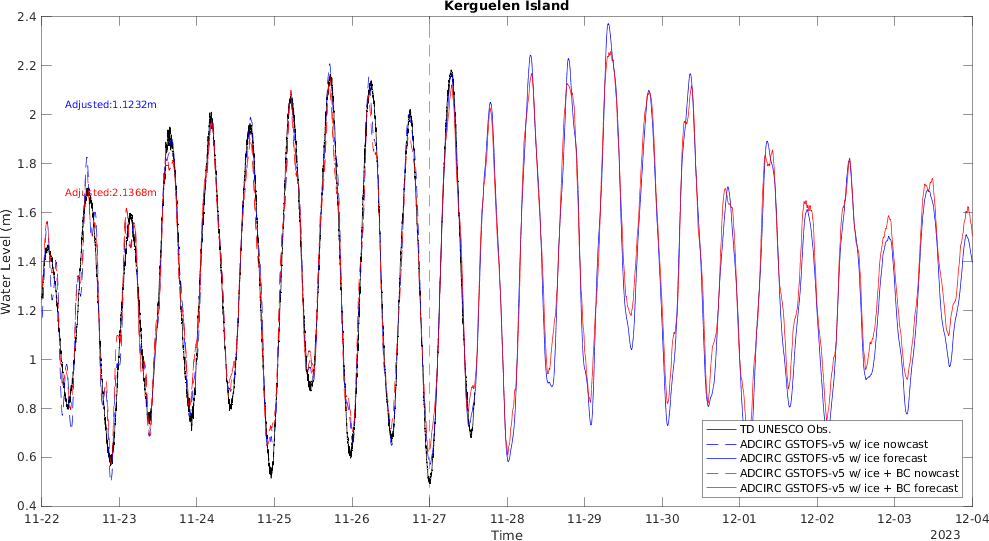 Kerguelen Island
2.4
2.2
2
1.8
1.6
1.4
1.2
1
0.8
0.6
0.4
Water Level (m)
Adjusted:1.1232m
Adjusted:2.1368m
TD UNESCO Obs.
ADCIRC GSTOFS-v5 w/ ice nowcast
ADCIRC GSTOFS-v5 w/ ice forecast
ADCIRC GSTOFS-v5 w/ ice + BC nowcast
ADCIRC GSTOFS-v5 w/ ice + BC forecast
11-22 11-23 11-24 11-25 11-26 11-27 11-28 11-29 11-30 12-01 12-02 12-03 12-04
Time
2023